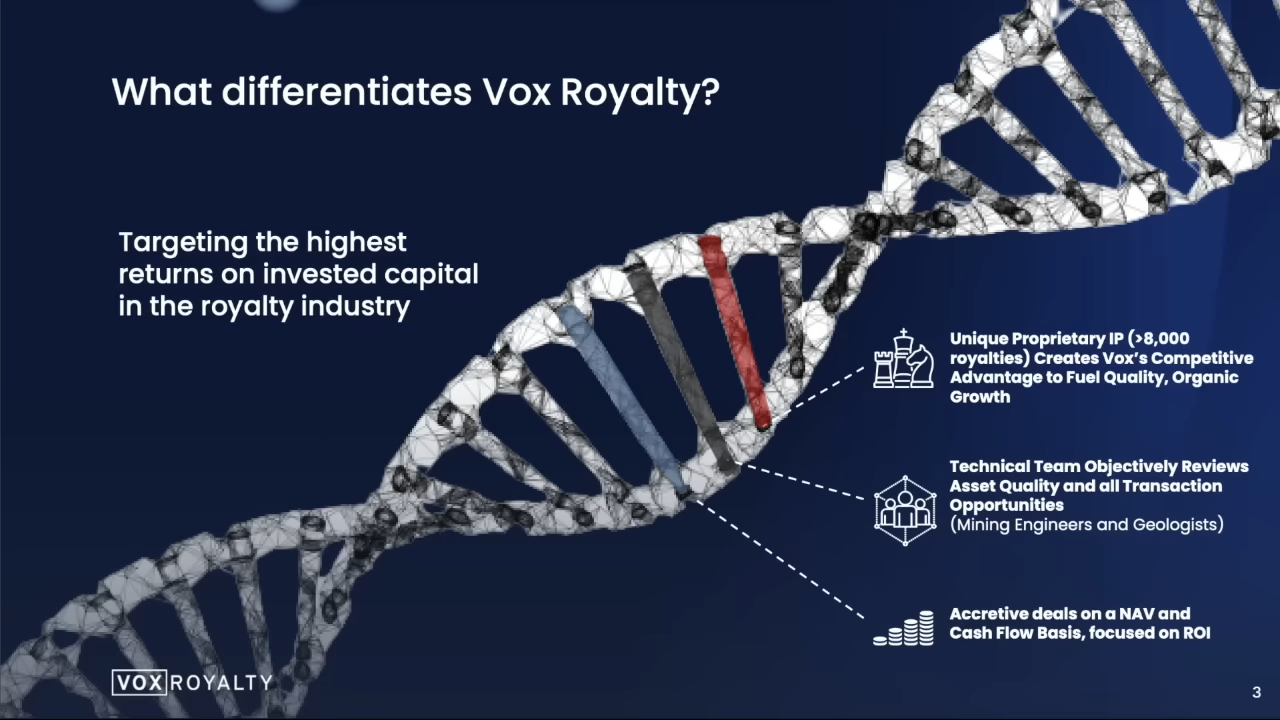 What differentiates Vox Royalty?
Targeting the highest
returns on invested capital
in the royalty industry
Unique Proprietary IP (>8,000
royalties) Creates Vox's Competitive
Advantage to Fuel Quality, Organic
Growth
Technical Team Objectively Reviews
Asset Quality and all Transaction
Opportunities
(Mining Engineers and Geologists)
Accretive deals on a NAV and
Cash Flow Basis, focused on ROI
VOX ROYALTY
3